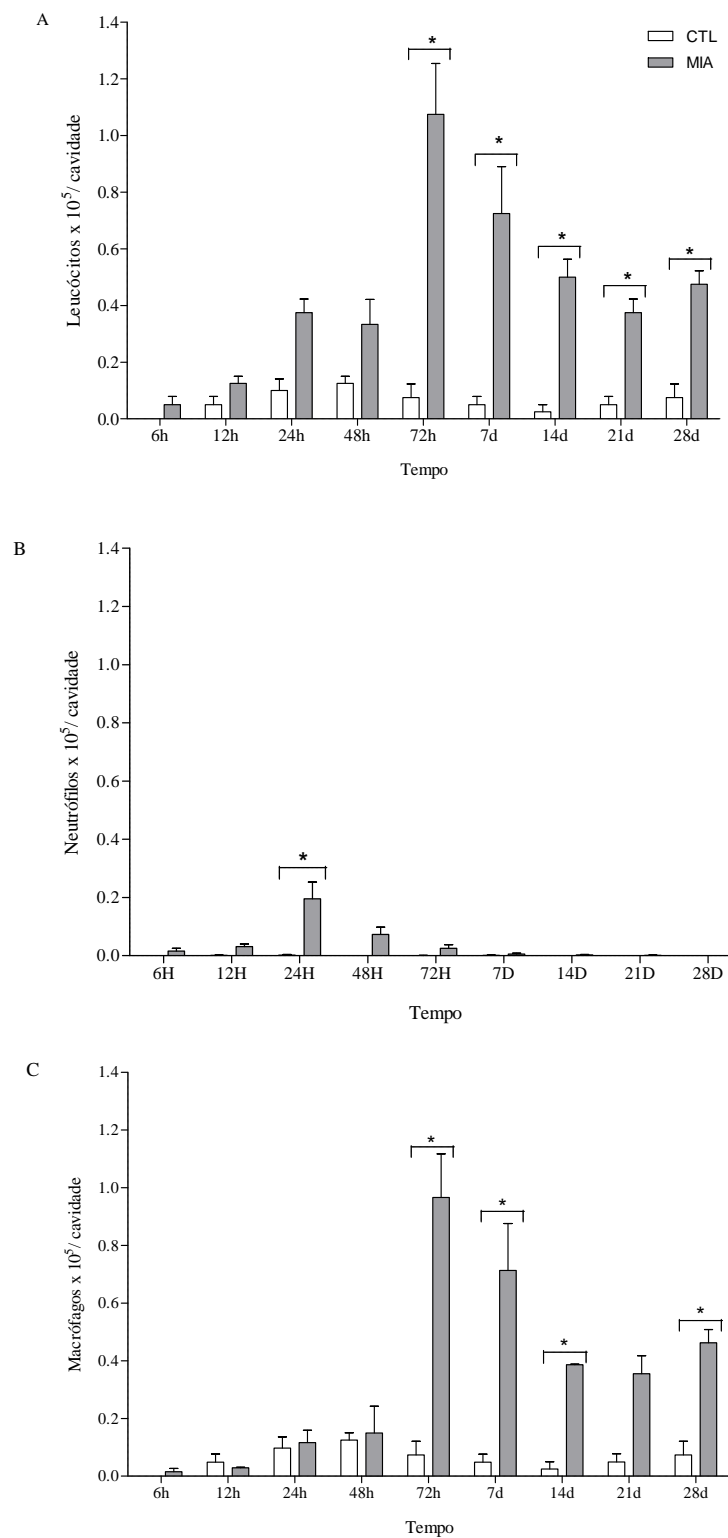 A
CTL
MIA
Leucócitos x 10⁵/ cavidade
1.4
1.2
1.0
0.8
0.6
0.4
0.2
0.0
*
*
*
*
*
6h 12h 24h 48h 72h 7d 14d 21d 28d
Tempo
B
Neutrófilos x 10⁵/ cavidade
1.4
1.2
1.0
0.8
0.6
0.4
0.2
0.0
*
6H 12H 24H 48H 72H 7D 14D 21D 28D
Tempo
C
Macrófagos x 10⁵/ cavidade
1.4
1.2
1.0
0.8
0.6
0.4
0.2
0.0
*
*
*
*
6h 12h 24h 48h 72h 7d 14d 21d 28d
Tempo